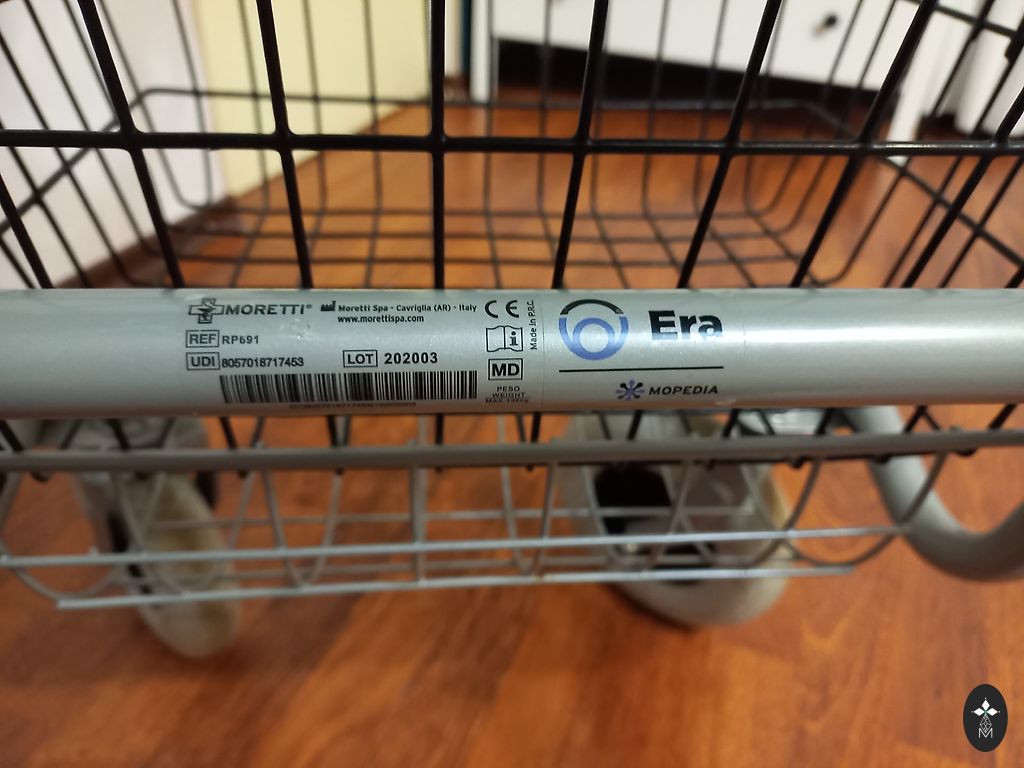 MORETTI®
Moretti Spa - Cavriglia (AR) - Italy
www.morettispa.com
REF RP691
UDI 8057018717453
LOT 202003
CE
Made in P.R.C.
MD
PESO
WEIGHT
Era
MOPEDIA
M